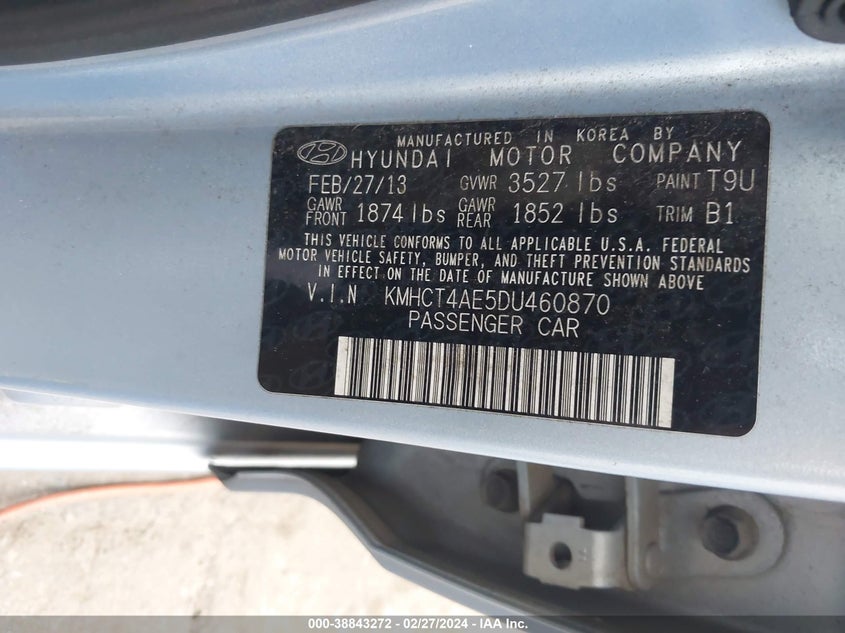 MANUFACTURED IN KOREA BY
HYUNDAI MOTOR COMPANY
FEB/27/13 GVWR 3527 lbs PAINT T9U
GAWR FRONT 1874 lbs GAWR REAR 1852 lbs TRIM B1
THIS VEHICLE CONFORMS TO ALL APPLICABLE U.S.A. FEDERAL
MOTOR VEHICLE SAFETY, BUMPER, AND THEFT PREVENTION STANDARDS
IN EFFECT ON THE DATE OF MANUFACTURE SHOWN ABOVE
V.I.N KMHCT4AE5DU460870
PASSENGER CAR
000-38843272 - 02/27/2024 - IAA Inc.